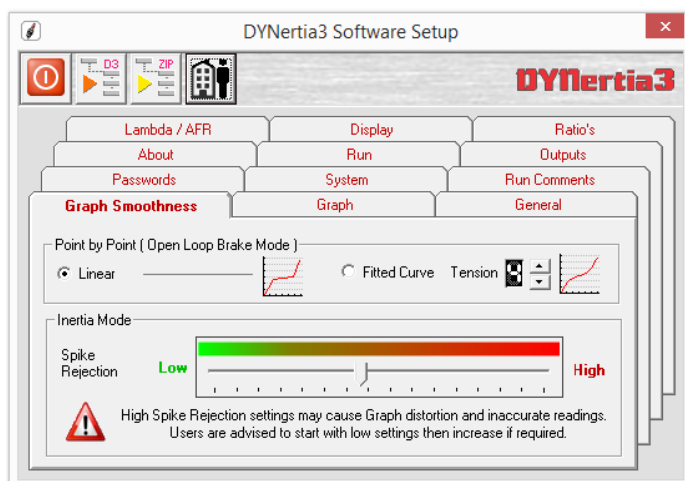 DYNertia3 Software Setup
D3
ZIP
DYNertia3
Lambda / AFR
Display
Ratio's
About
Run
Outputs
Passwords
System
Run Comments
Graph Smoothness
Graph
General
Point by Point ( Open Loop Brake Mode )
Linear
Fitted Curve
Tension
Inertia Mode
Spike
Rejection
Low
High
High Spike Rejection settings may cause Graph distortion and inaccurate readings.
Users are advised to start with low settings then increase if required.